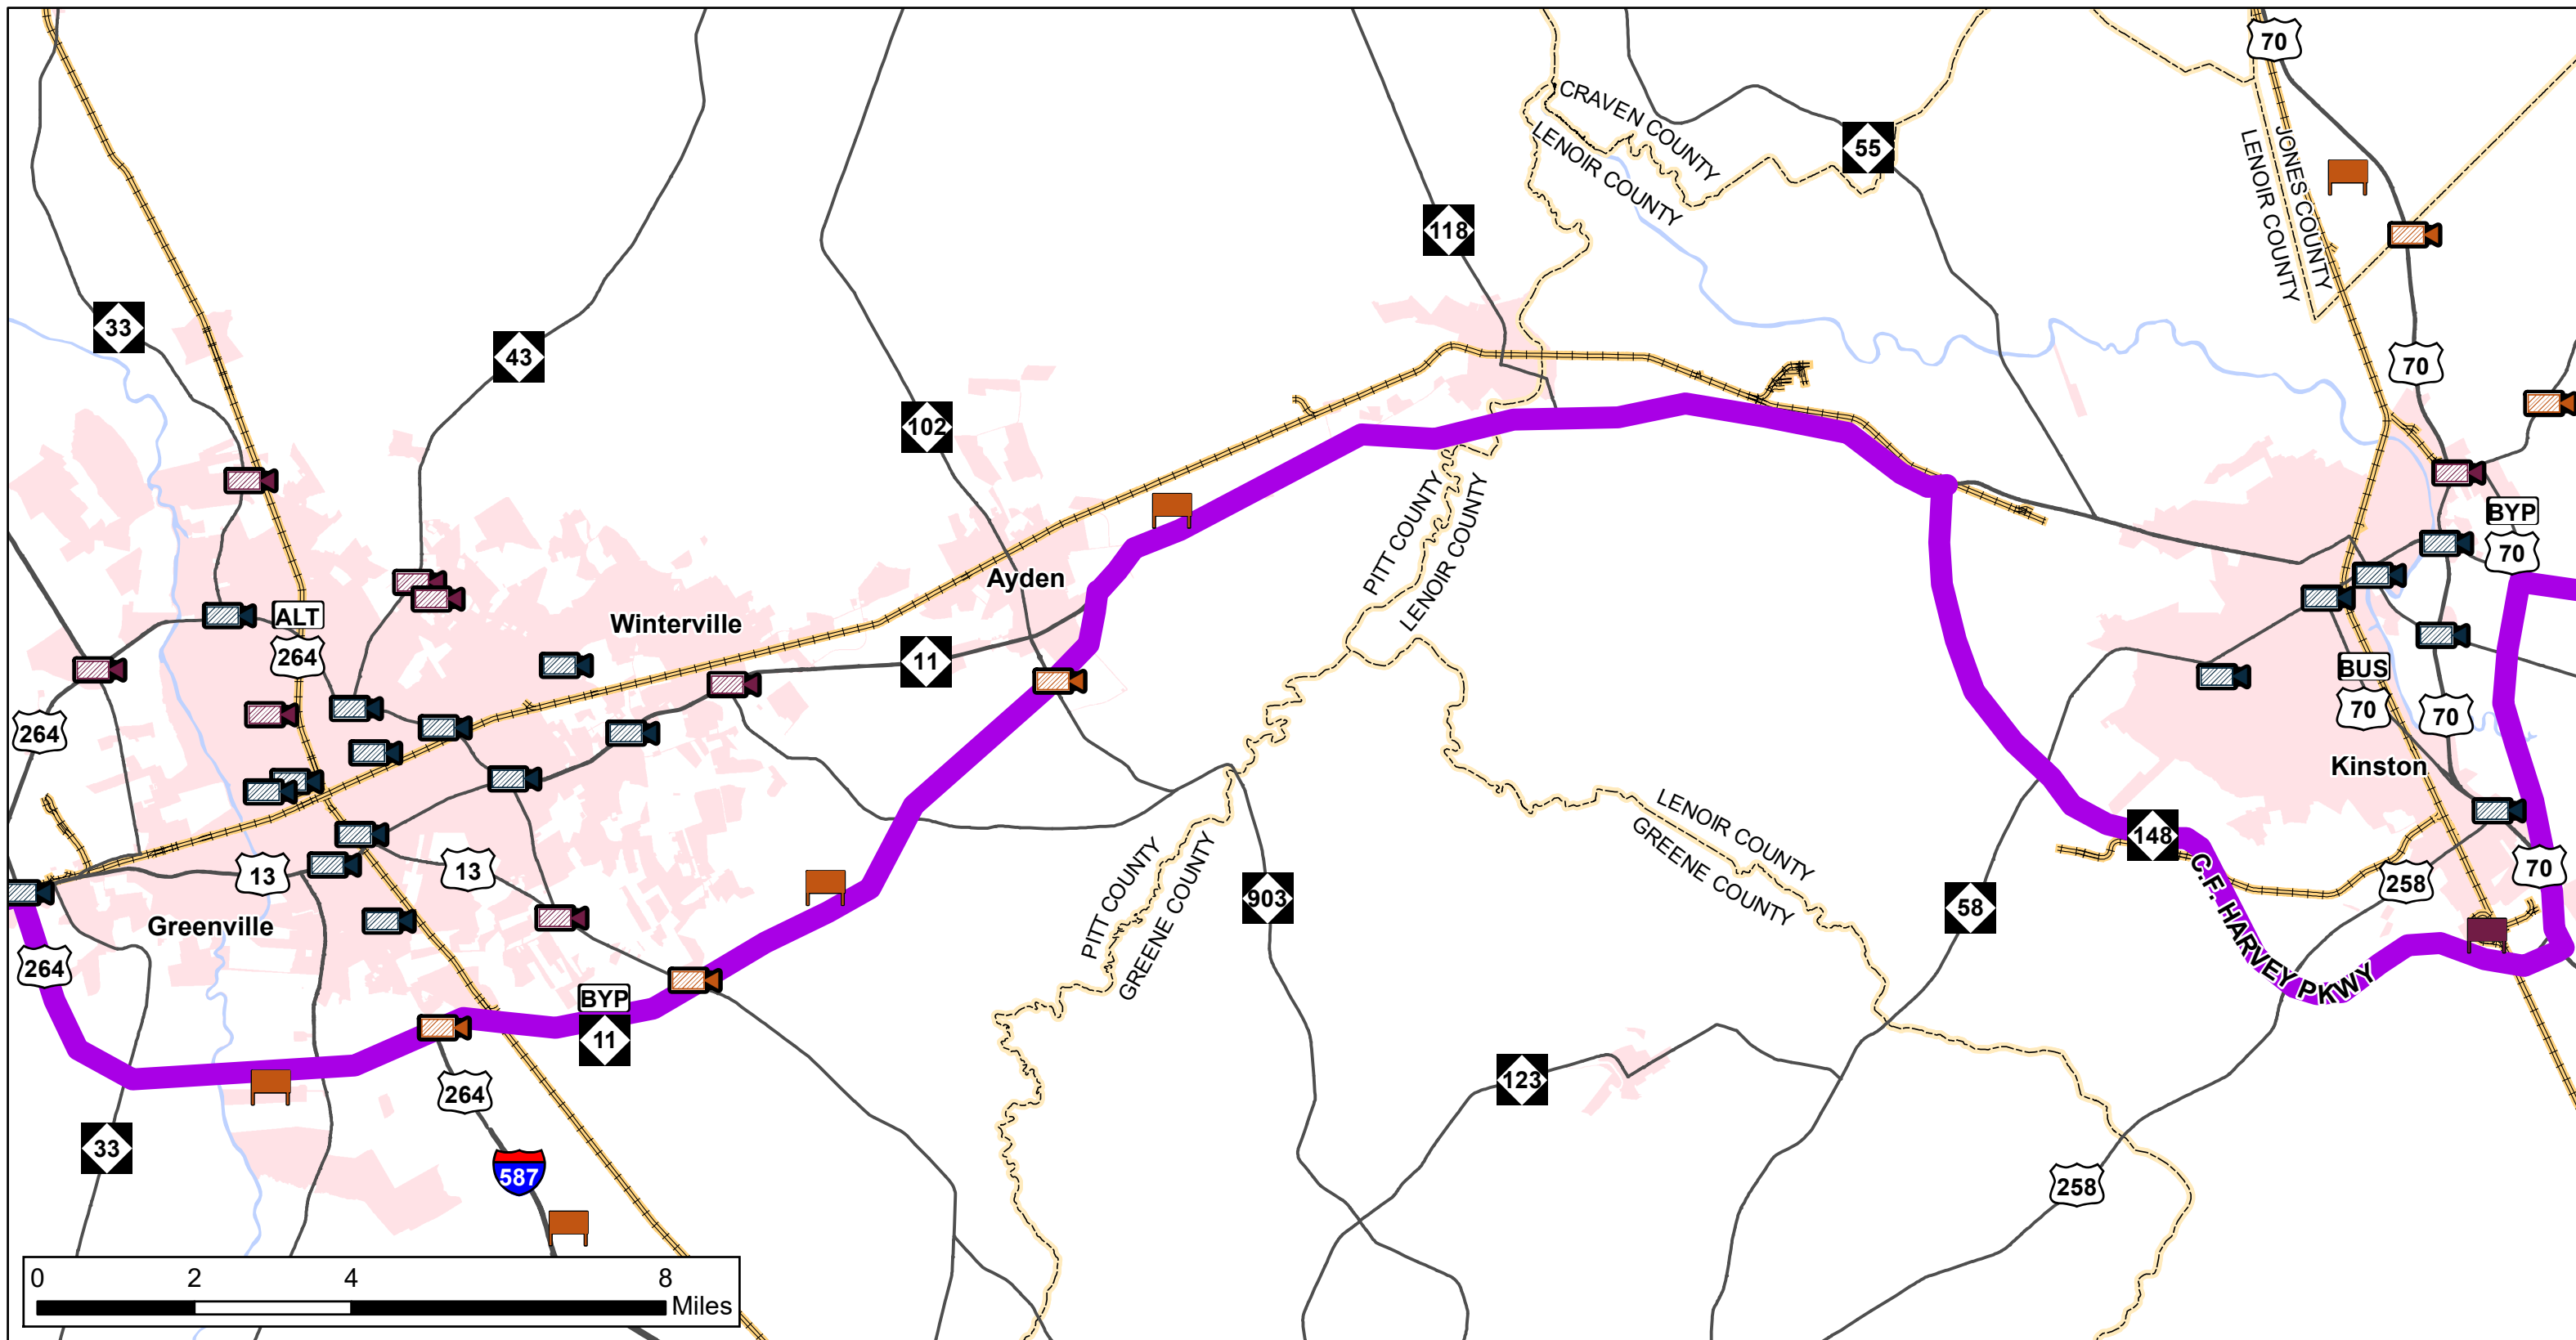 70
CRAVEN COUNTY
LENOIR COUNTY
55
JONES COUNTY
LENOIR COUNTY
118
33
43
70
102
BYP
70
PITT COUNTY
LENOIR COUNTY
Ayden
ALT
264
Winterville
11
BUS
70
70
264
Kinston
LENOIR COUNTY
GREENE COUNTY
148
C.F. HARVEY PKWY
13
13
258
70
PITT COUNTY
GREENE COUNTY
903
58
Greenville
264
BYP
11
264
123
33
587
258
0 2 4 8
Miles